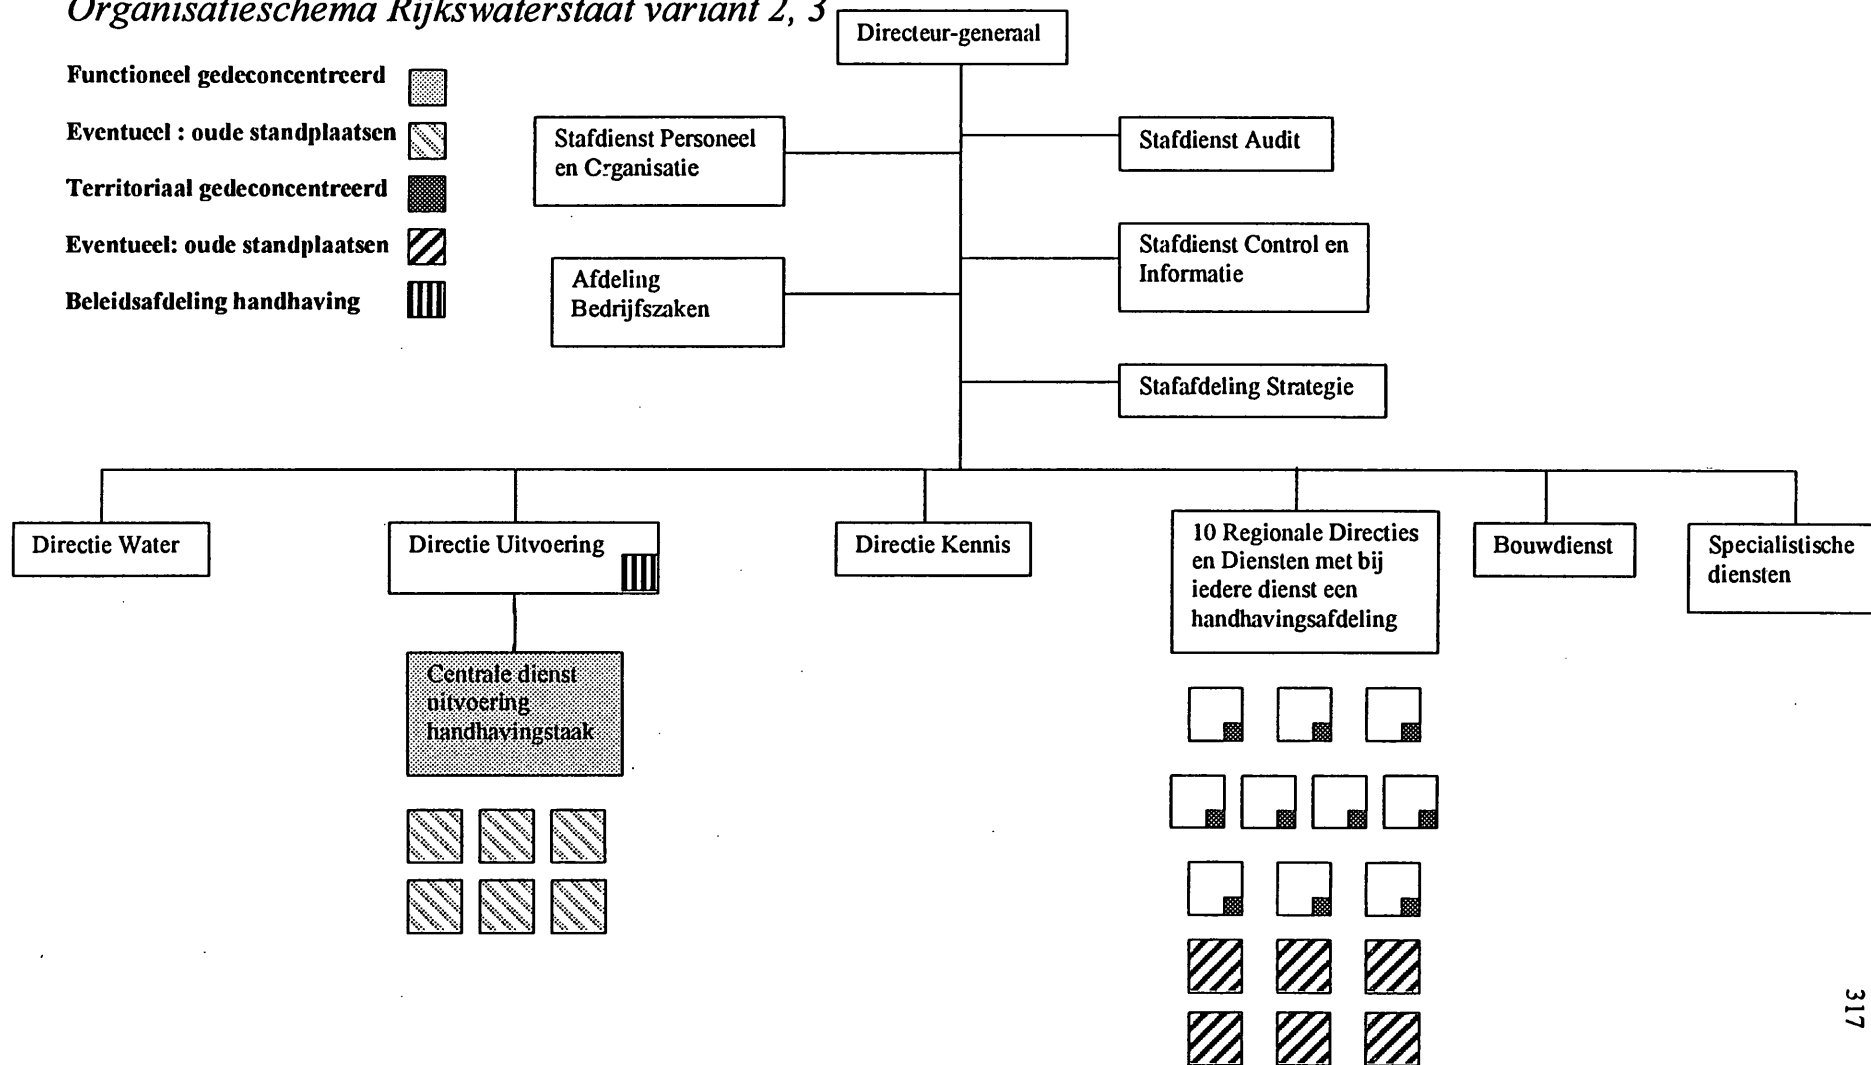 Organisatieschema Rijkswaterstaat variant 2, 3
Directeur-generaal
Functioneel gedeconcentreerd
Eventueel : oude standplaatsen
Territoriaal gedeconcentreerd
Eventueel: oude standplaatsen
Beleidsafdeling handhaving
Stafdienst Personeel
en Organisatie
Stafdienst Audit
Afdeling
Bedrijfszaken
Stafdienst Control en
Informatie
Stafafdeling Strategie
Directie Water
Directie Uitvoering
Directie Kennis
10 Regionale Directies
en Diensten met bij
iedere dienst een
handhavingsafdeling
Bouwdienst
Specialistische
diensten
Centrale dienst
uitvoering
handhavingstaak
317